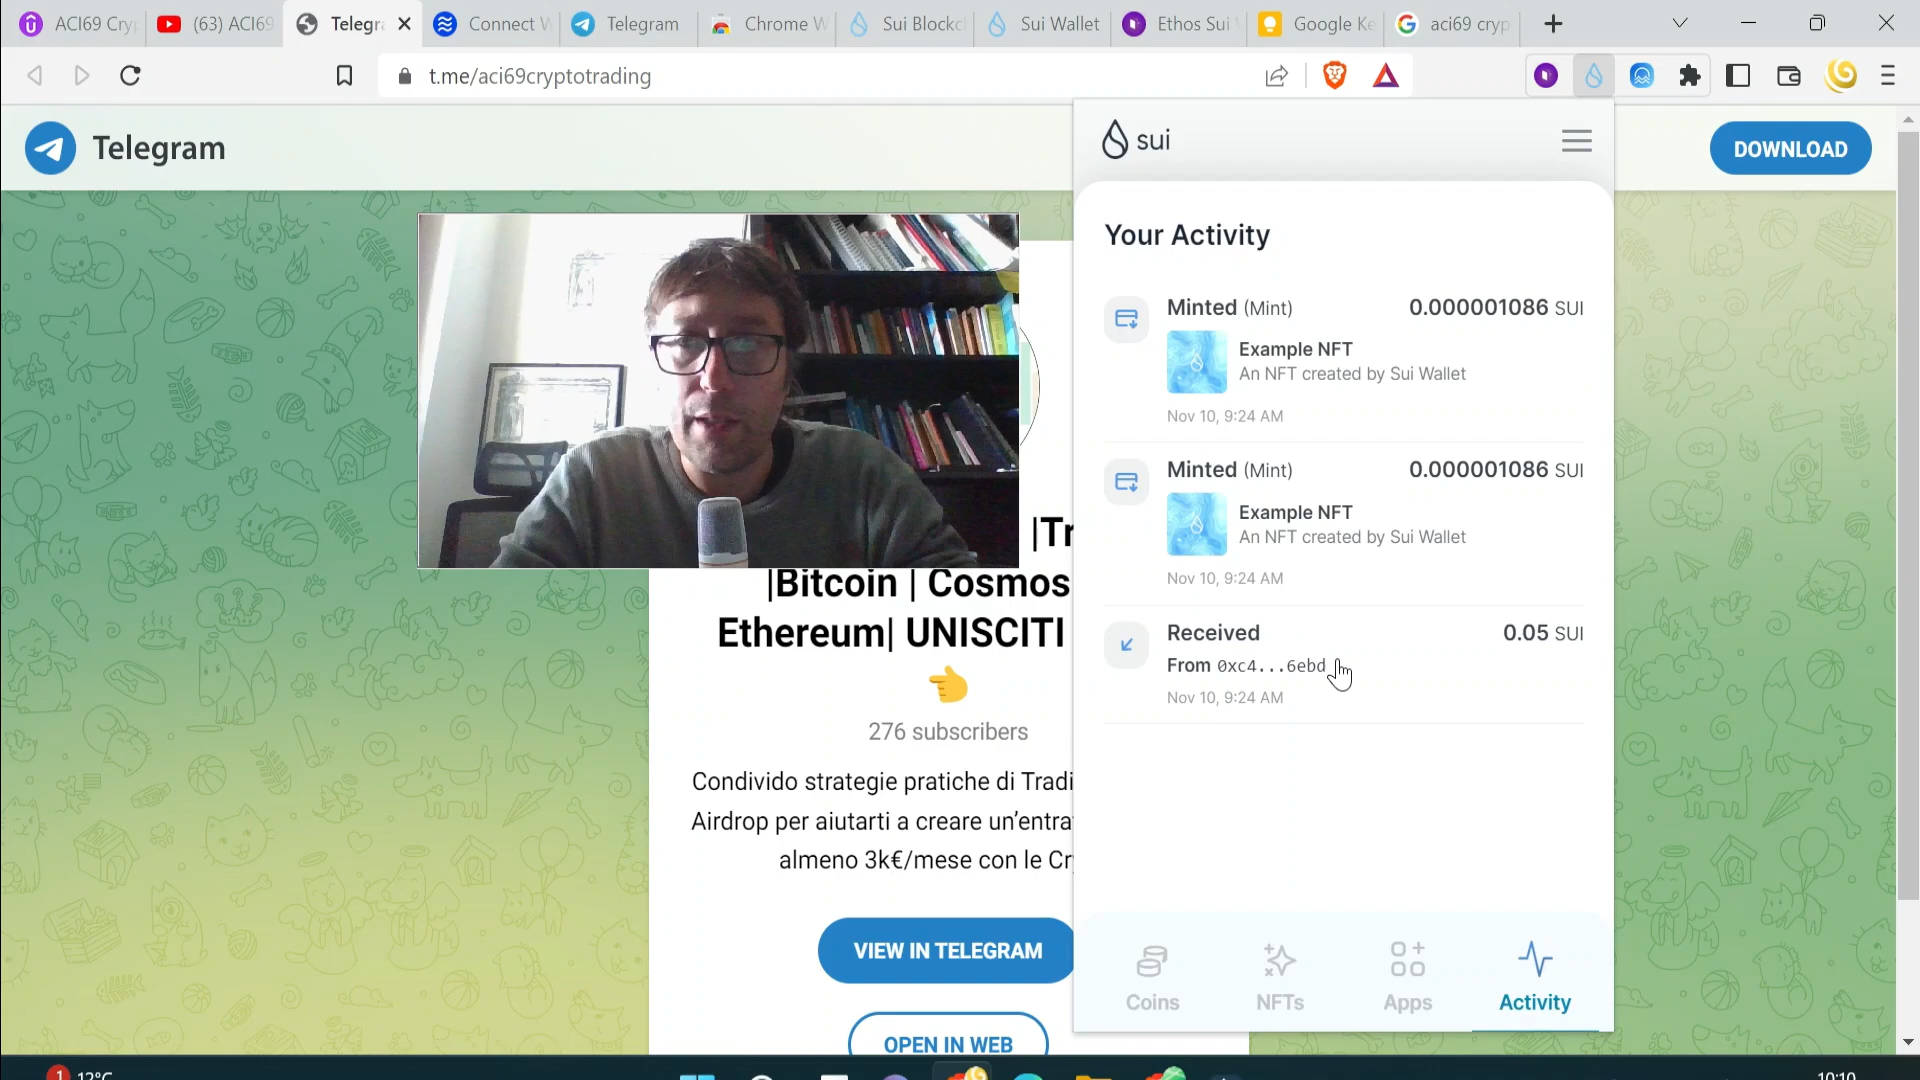 ACI69 Cry
(63) ACI69
Telegr
Connect W
Telegram
Chrome W
Sui Blockc
Sui Wallet
Ethos Sui
Google Ke
aci69 cryp
t.me/aci69cryptotrading
Telegram
DOWNLOAD
sui
Your Activity
Minted (Mint) 0.000001086 SUI
Example NFT
An NFT created by Sui Wallet
Nov 10, 9:24 AM
Minted (Mint) 0.000001086 SUI
Example NFT
An NFT created by Sui Wallet
Nov 10, 9:24 AM
Received 0.05 SUI
From 0xc4...6ebd
Nov 10, 9:24 AM
Coins
NFTs
Apps
Activity
|Tr
|Bitcoin | Cosmos
Ethereum| UNISCITI
276 subscribers
Condivido strategie pratiche di Tradi
Airdrop per aiutarti a creare un'entra
almeno 3k€/mese con le Cr
VIEW IN TELEGRAM
OPEN IN WEB
1
12°C
10:10